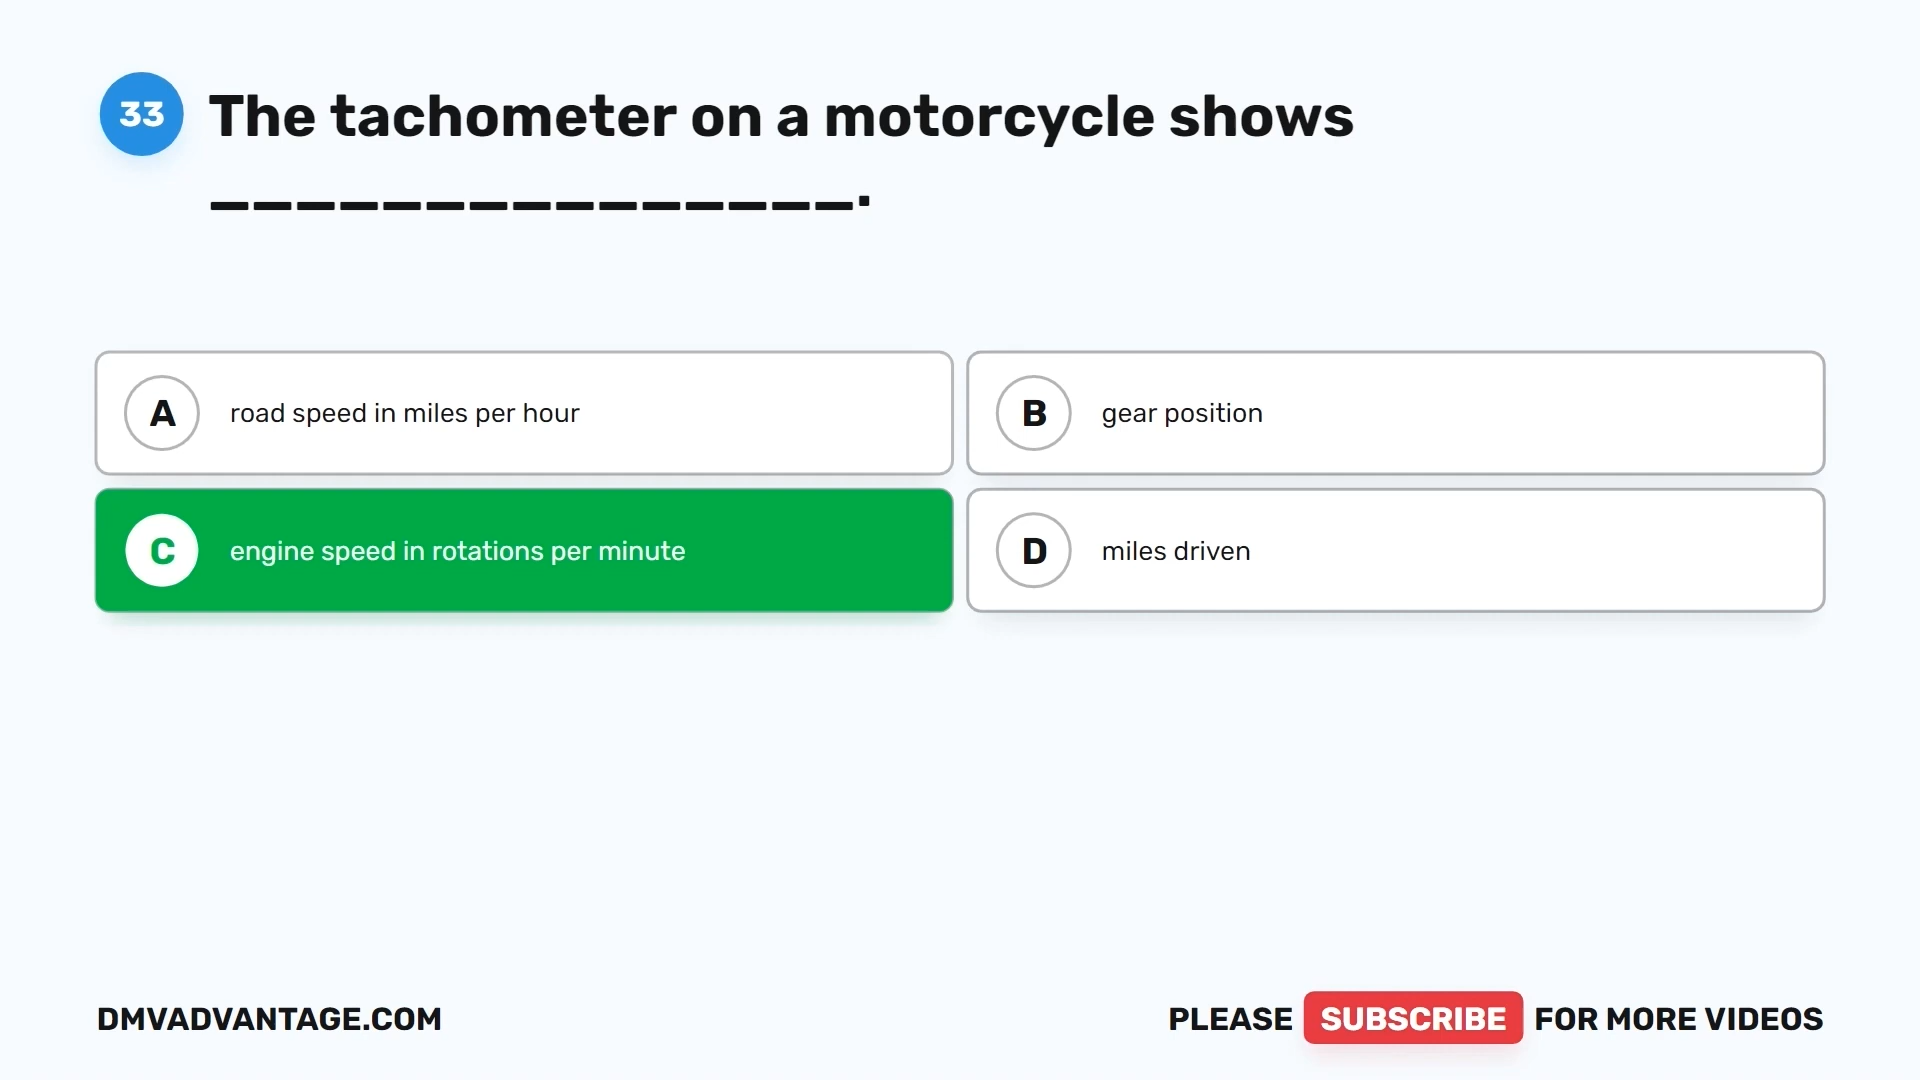 33 The tachometer on a motorcycle shows
_______________.
A road speed in miles per hour
B gear position
C engine speed in rotations per minute
D miles driven
DMVADVANTAGE.COM
PLEASE SUBSCRIBE FOR MORE VIDEOS